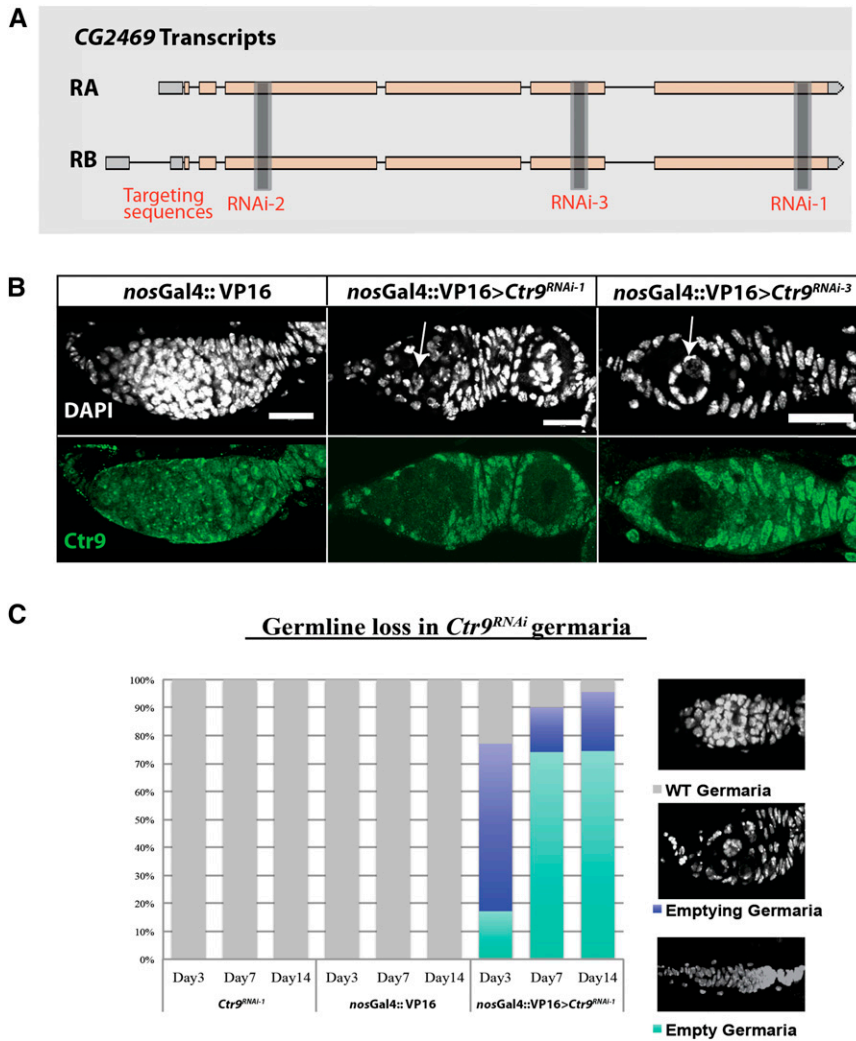 A
CG2469 Transcripts
RA
RB
Targeting
sequences
RNAi-2
RNAi-3
RNAi-1
B
nosGal4:: VP16
nosGal4::VP16>Ctr9RNAi-1
nosGal4::VP16>Ctr9RNAi-3
DAPI
Ctr9
C
Germline loss in Ctr9RNAi germaria
100%
90%
80%
70%
60%
50%
40%
30%
20%
10%
0%
Day3 Day7 Day14 Day3 Day7 Day14 Day3 Day7 Day14
Ctr9RNAi-1 nosGal4:: VP16 nosGal4::VP16>Ctr9RNAi-1
WT Germaria
Emptying Germaria
Empty Germaria